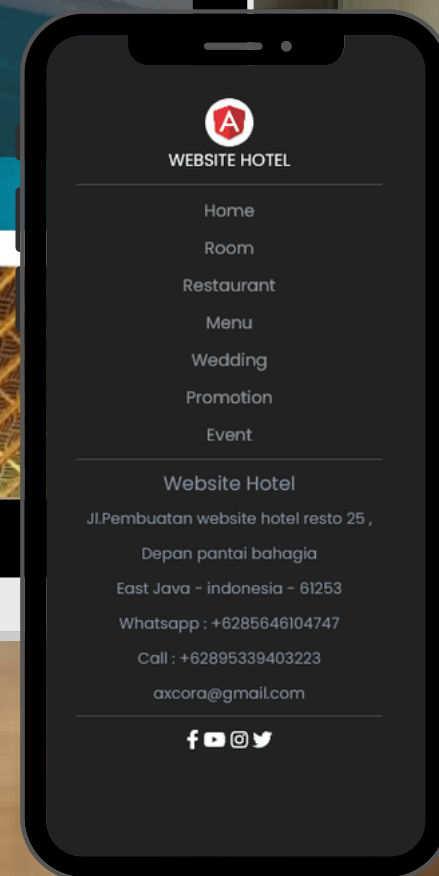 A
WEBSITE HOTEL
Home
Room
Restaurant
Menu
Wedding
Promotion
Event
Website Hotel
Jl.Pembuatan website hotel resto 25 ,
Depan pantai bahagia
East Java - indonesia - 61253
Whatsapp : +6285646104747
Call : +62895339403223
axcora@gmail.com